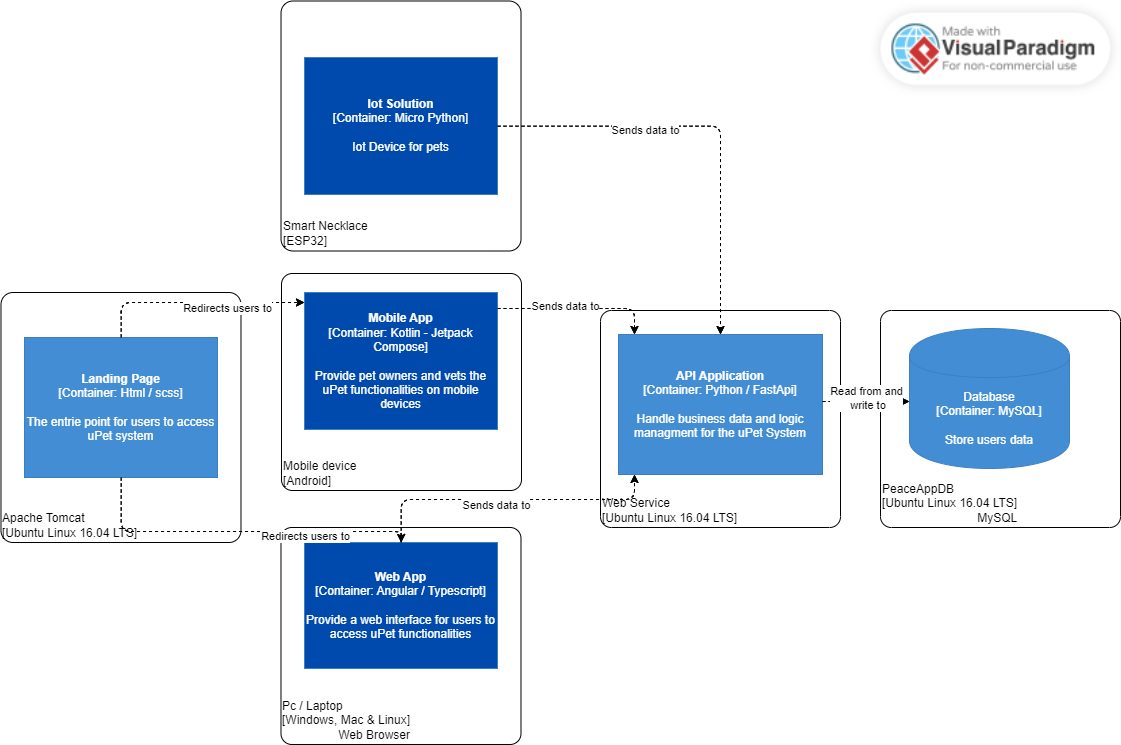 Made with
Visual Paradigm
For non-commercial use
Iot Solution
[Container: Micro Python]
Iot Device for pets
Sends data to
Smart Necklace
[ESP32]
Redirects users to
Mobile App
[Container: Kotlin - Jetpack
Compose]
Provide pet owners and vets the
uPet functionalities on mobile
devices
Mobile device
[Android]
Sends data to
Landing Page
[Container: Html / scss]
The entrie point for users to access
uPet system
Apache Tomcat
[Ubuntu Linux 16.04 LTS]
API Application
[Container: Python / FastApi]
Handle business data and logic
managment for the uPet System
Web Service
[Ubuntu Linux 16.04 LTS]
Read from and
write to
Database
[Container: MySQL]
Store users data
PeaceAppDB
[Ubuntu Linux 16.04 LTS]
MySQL
Sends data to
Redirects users to
Web App
[Container: Angular / Typescript]
Provide a web interface for users to
access uPet functionalities
Pc / Laptop
[Windows, Mac & Linux]
Web Browser